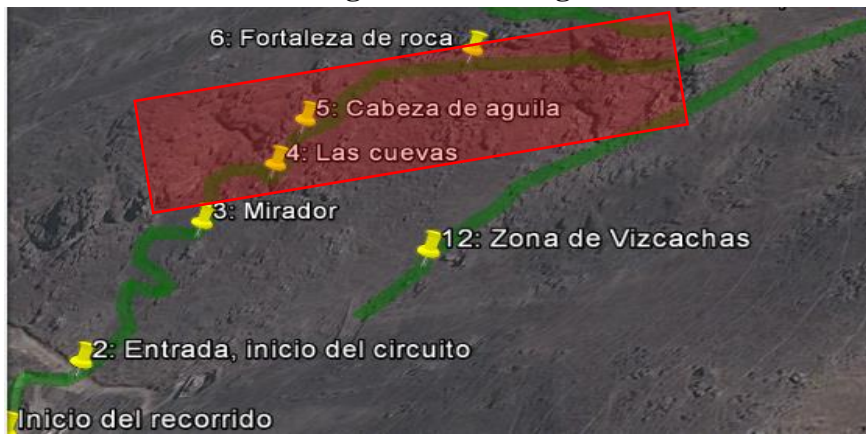 6: Fortaleza de roca
5: Cabeza de aguila
4: Las cuevas
3: Mirador
12: Zona de Vizcachas
2: Entrada, inicio del circuito
Inicio del recorrido